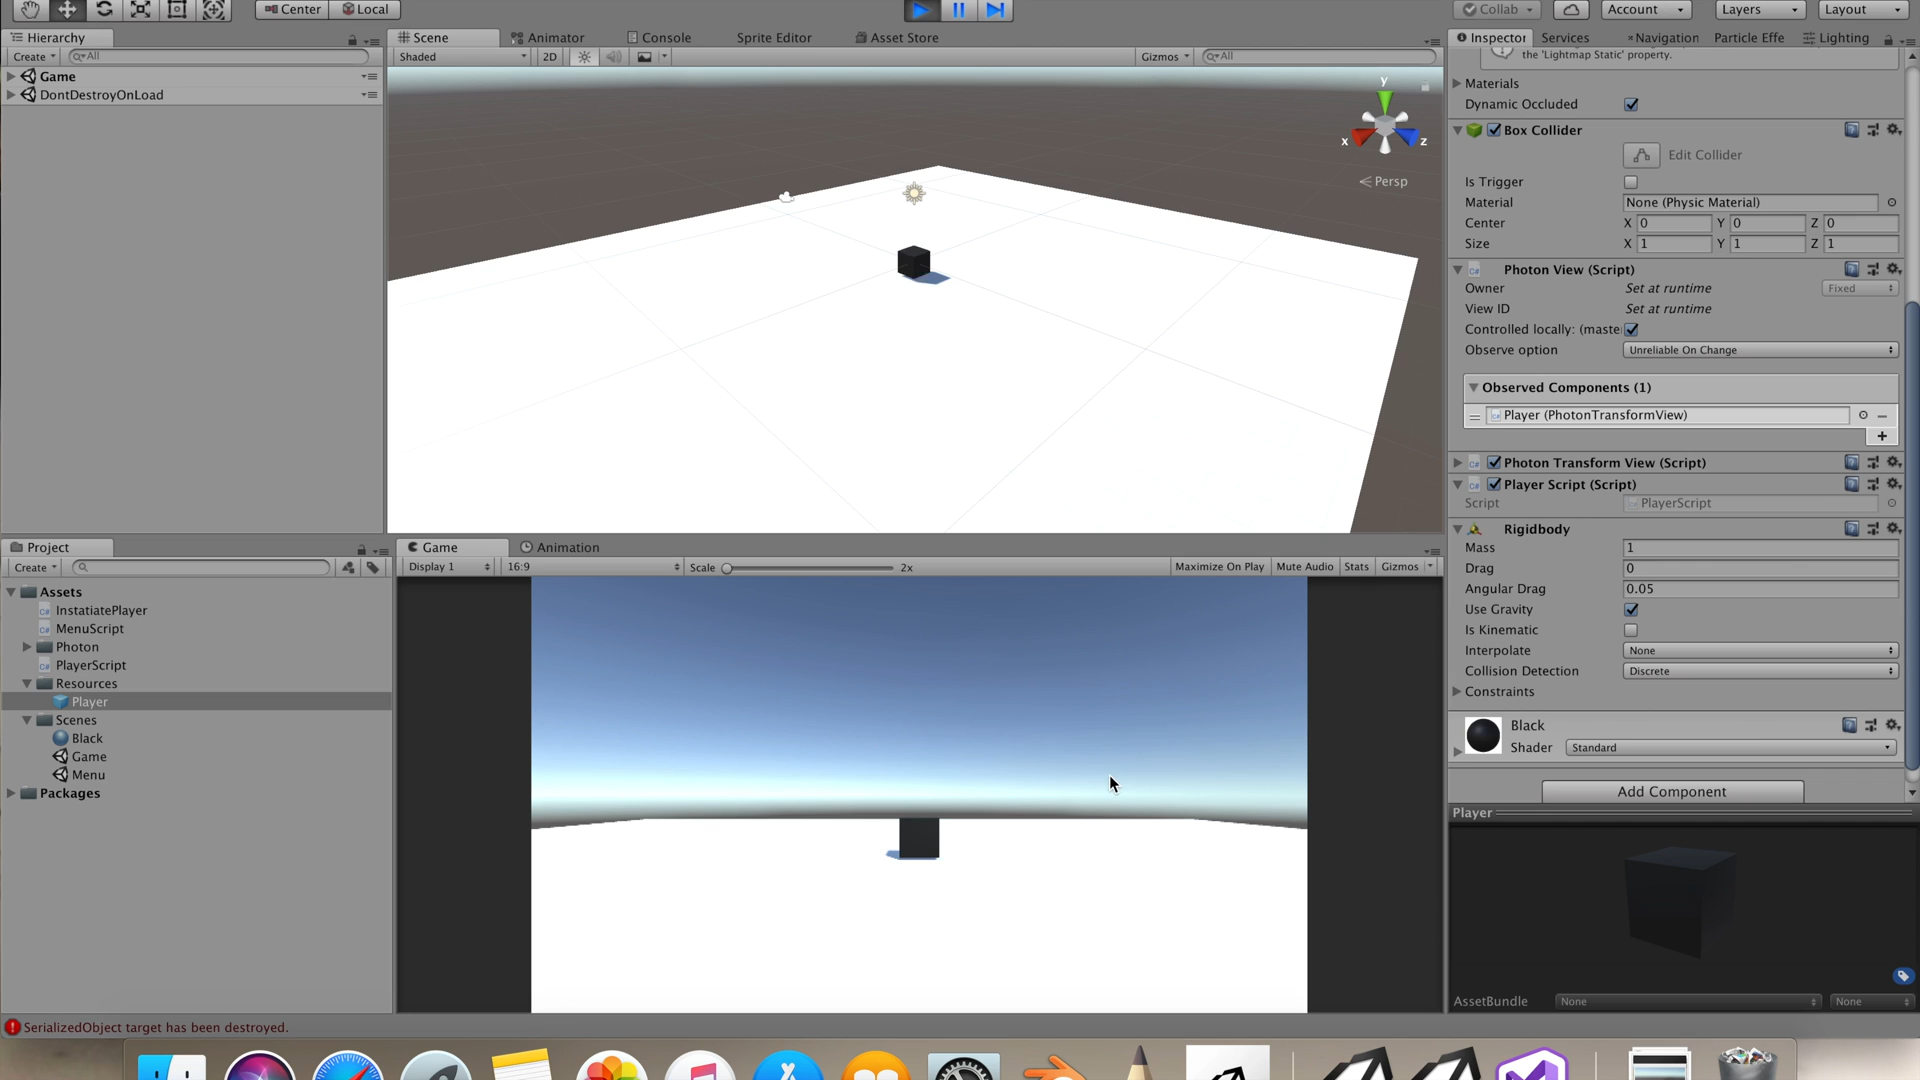 Center Local
Collab Account Layers Layout
Hierarchy
Create All
Game
DontDestroyOnLoad
Scene Animator Console Sprite Editor Asset Store
Shaded 2D Gizmos All
y
x z
Persp
Project
Create
Assets
InstatiatePlayer
MenuScript
Photon
PlayerScript
Resources
Player
Scenes
Black
Game
Menu
Packages
Game Animation
Display 1 16:9 Scale 2x Maximize On Play Mute Audio Stats Gizmos
Inspector Services Navigation Particle Effe Lighting
the 'Lightmap Static' property.
Materials
Dynamic Occluded
Box Collider
Edit Collider
Is Trigger
Material None (Physic Material)
Center X 0 Y 0 Z 0
Size X 1 Y 1 Z 1
Photon View (Script)
Owner Set at runtime Fixed
View ID Set at runtime
Controlled locally: (maste
Observe option Unreliable On Change
Observed Components (1)
Player (PhotonTransformView)
Photon Transform View (Script)
Player Script (Script)
Script PlayerScript
Rigidbody
Mass 1
Drag 0
Angular Drag 0.05
Use Gravity
Is Kinematic
Interpolate None
Collision Detection Discrete
Constraints
Black
Shader Standard
Add Component
Player
AssetBundle None None
SerializedObject target has been destroyed.